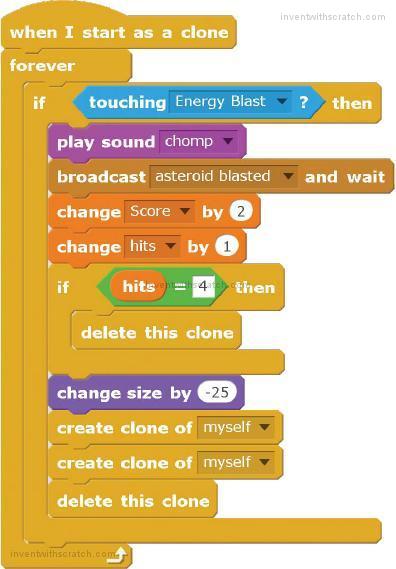 inventwithscratch.com
when I start as a clone
forever
if touching Energy Blast ? then
play sound chomp
broadcast asteroid blasted and wait
change Score by 2
change hits by 1
if hits = 4 then
inventwithscratch.com
delete this clone
change size by -25
create clone of myself
create clone of myself
delete this clone
inventwithscratch.com